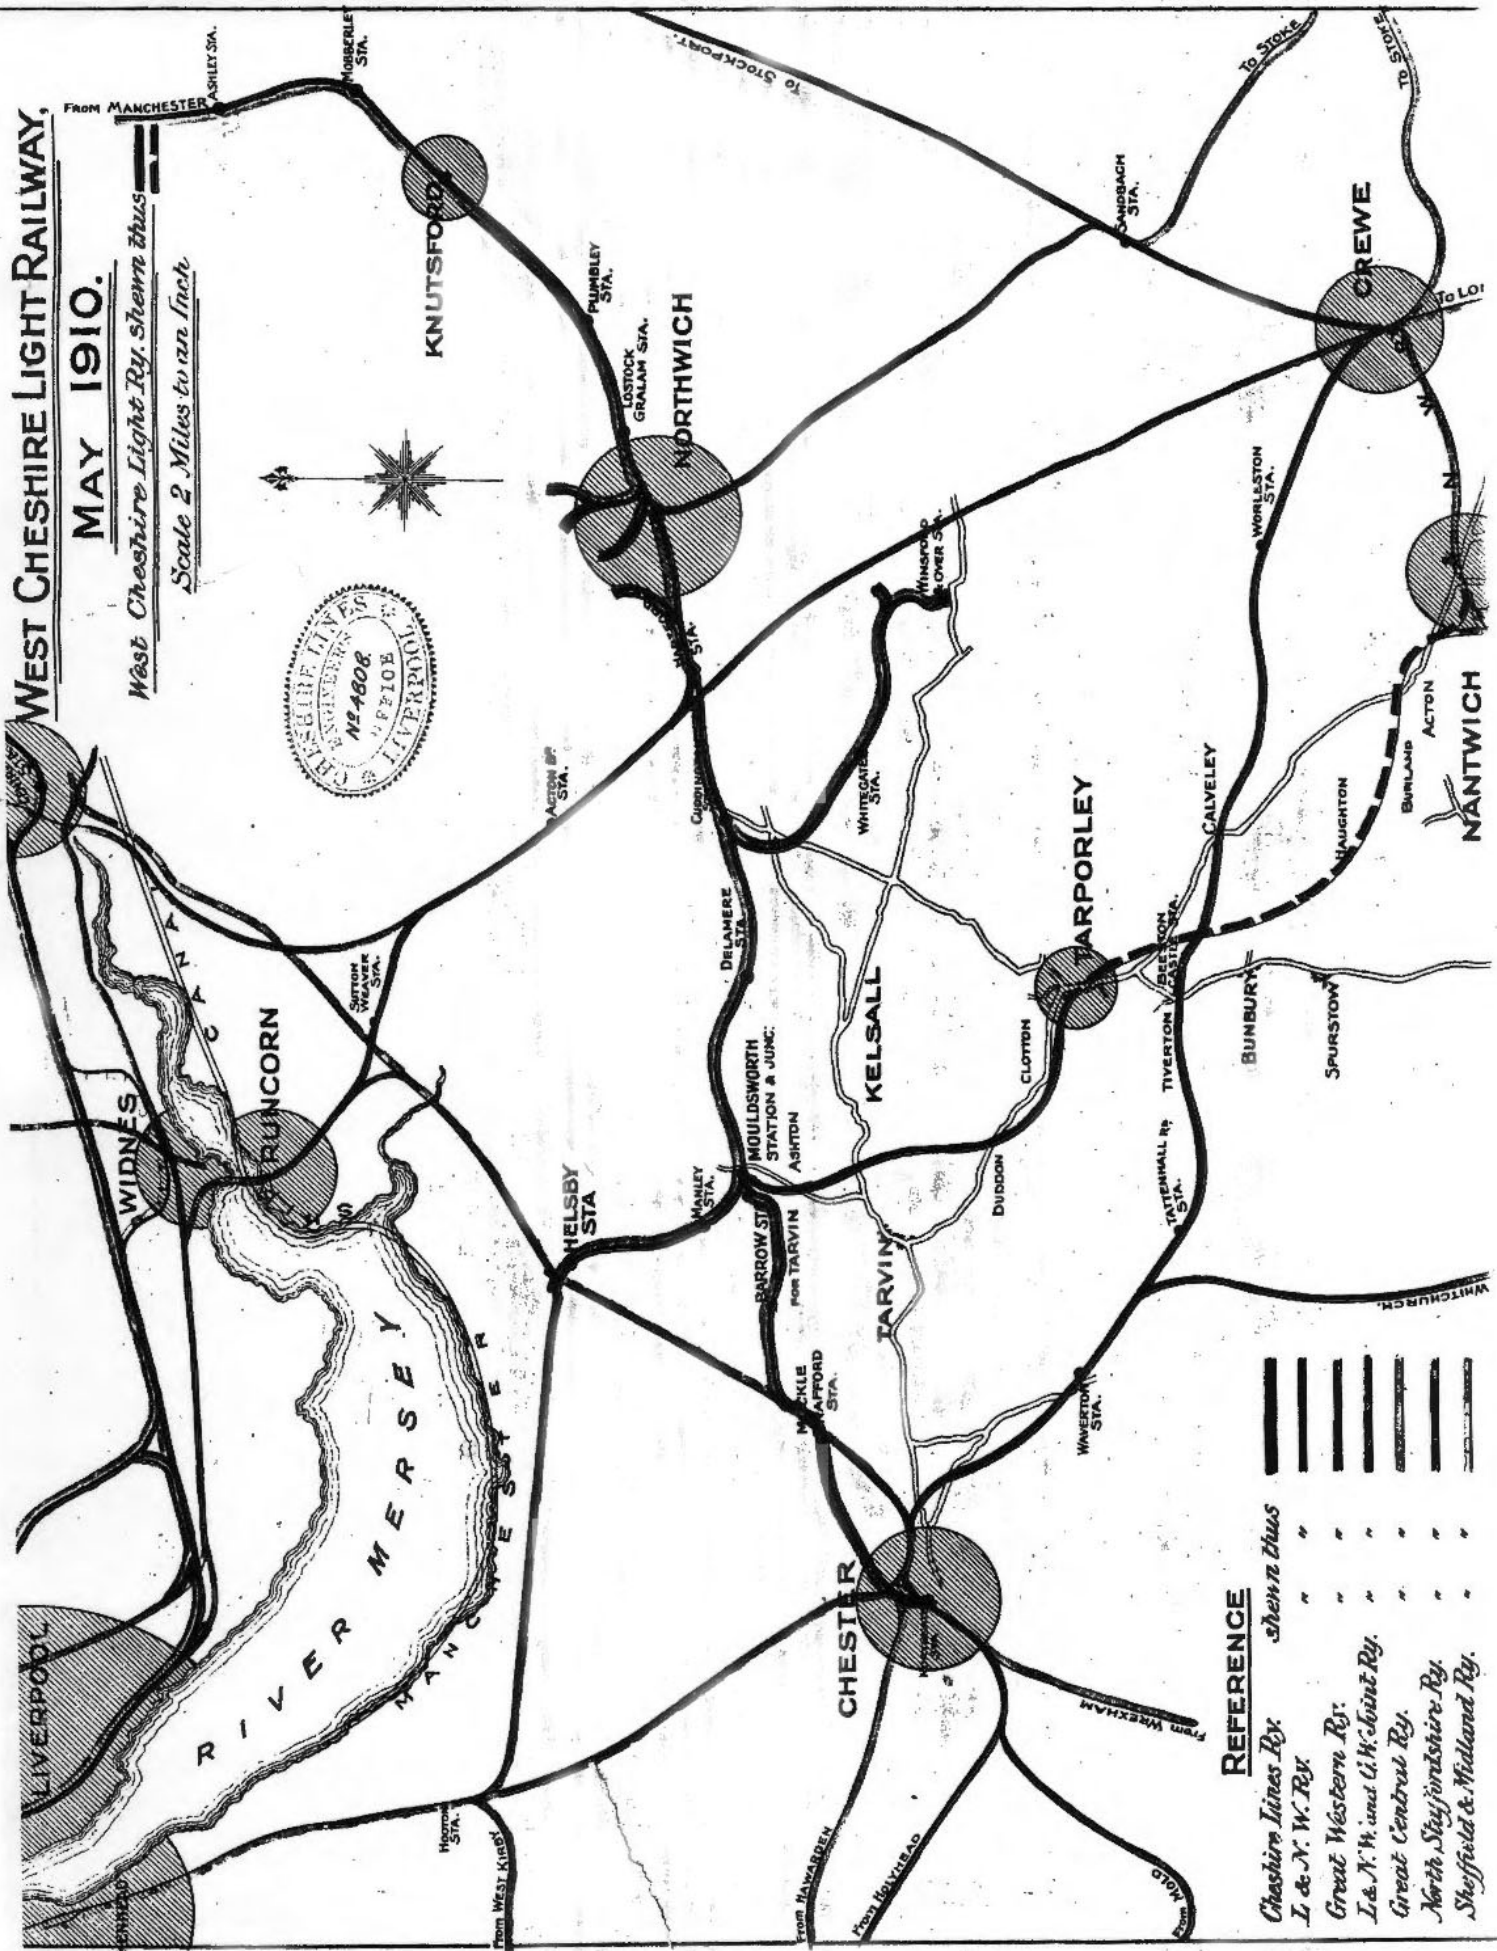 WEST CHESHIRE LIGHT RAILWAY,
MAY 1910.
West Cheshire Light Ry. shewn thus
Scale 2 Miles to an Inch
CHESHIRE LINES
ENGINEER'S
No 4808
OFFICE
LIVERPOOL
LIVERPOOL
WIDNES
RUNCORN
RIVER MERSEY
MANCHESTER
CANAL
SUTTON WEAVER STA.
ACTON BR STA.
HELSBY STA
HOOTON STA.
From WEST KIRBY
From MANCHESTER
ASHLEY STA.
MOBBERLEY STA.
KNUTSFORD
PLUMBLEY STA.
LOSTOCK GRALAM STA.
NORTHWICH
To STOCKPORT.
DELAMERE STA.
MOULDSWORTH STATION & JUNC:
ASHTON
MANLEY STA.
BARROW ST
FOR TARVIN
MICKLE TRAFFORD STA.
WHITEGATE STA.
WINSFORD & OVER STA.
KELSALL
TARVIN
DUDDON
CLOTTON
TARPORLEY
CHESTER
From HAWARDEN
From HOLYHEAD
From MOLD
From WREXHAM
WAVERTON STA.
TATTENHALL RD. STA.
WHITCHURCH.
TIVERTON
BEESTON CASTLE STA.
BUNBURY
SPURSTOW
CALVELEY
HAUGHTON
BURLAND
ACTON
NANTWICH
WORLESTON STA.
SANDBACH STA.
CREWE
To STOKE
To STOKE
To LO
REFERENCE
Cheshire Lines Ry. shewn thus
L & N. W. Ry. " "
Great Western Ry. " "
L & N. W. and G. W. Joint Ry. " "
Great Central Ry. " "
North Staffordshire Ry. " "
Sheffield & Midland Ry. " "